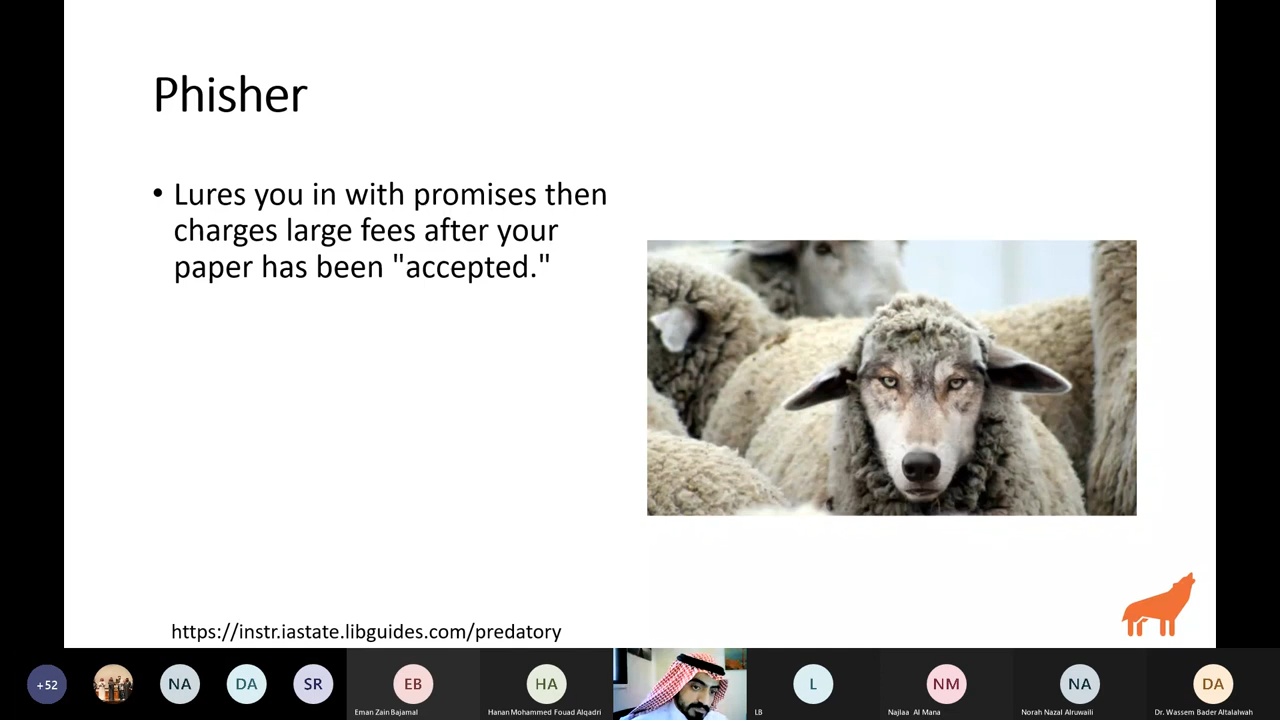 Phisher
• Lures you in with promises then
charges large fees after your
paper has been "accepted."
https://instr.iastate.libguides.com/predatory
+52
NA
DA
SR
EB
HA
L
NM
NA
DA
Eman Zain Bajamal
Hanan Mohammed Fouad Alqadri
LB
Najlaa Al Mana
Norah Nazal Alruwaili
Dr. Wassem Bader Altalalwah